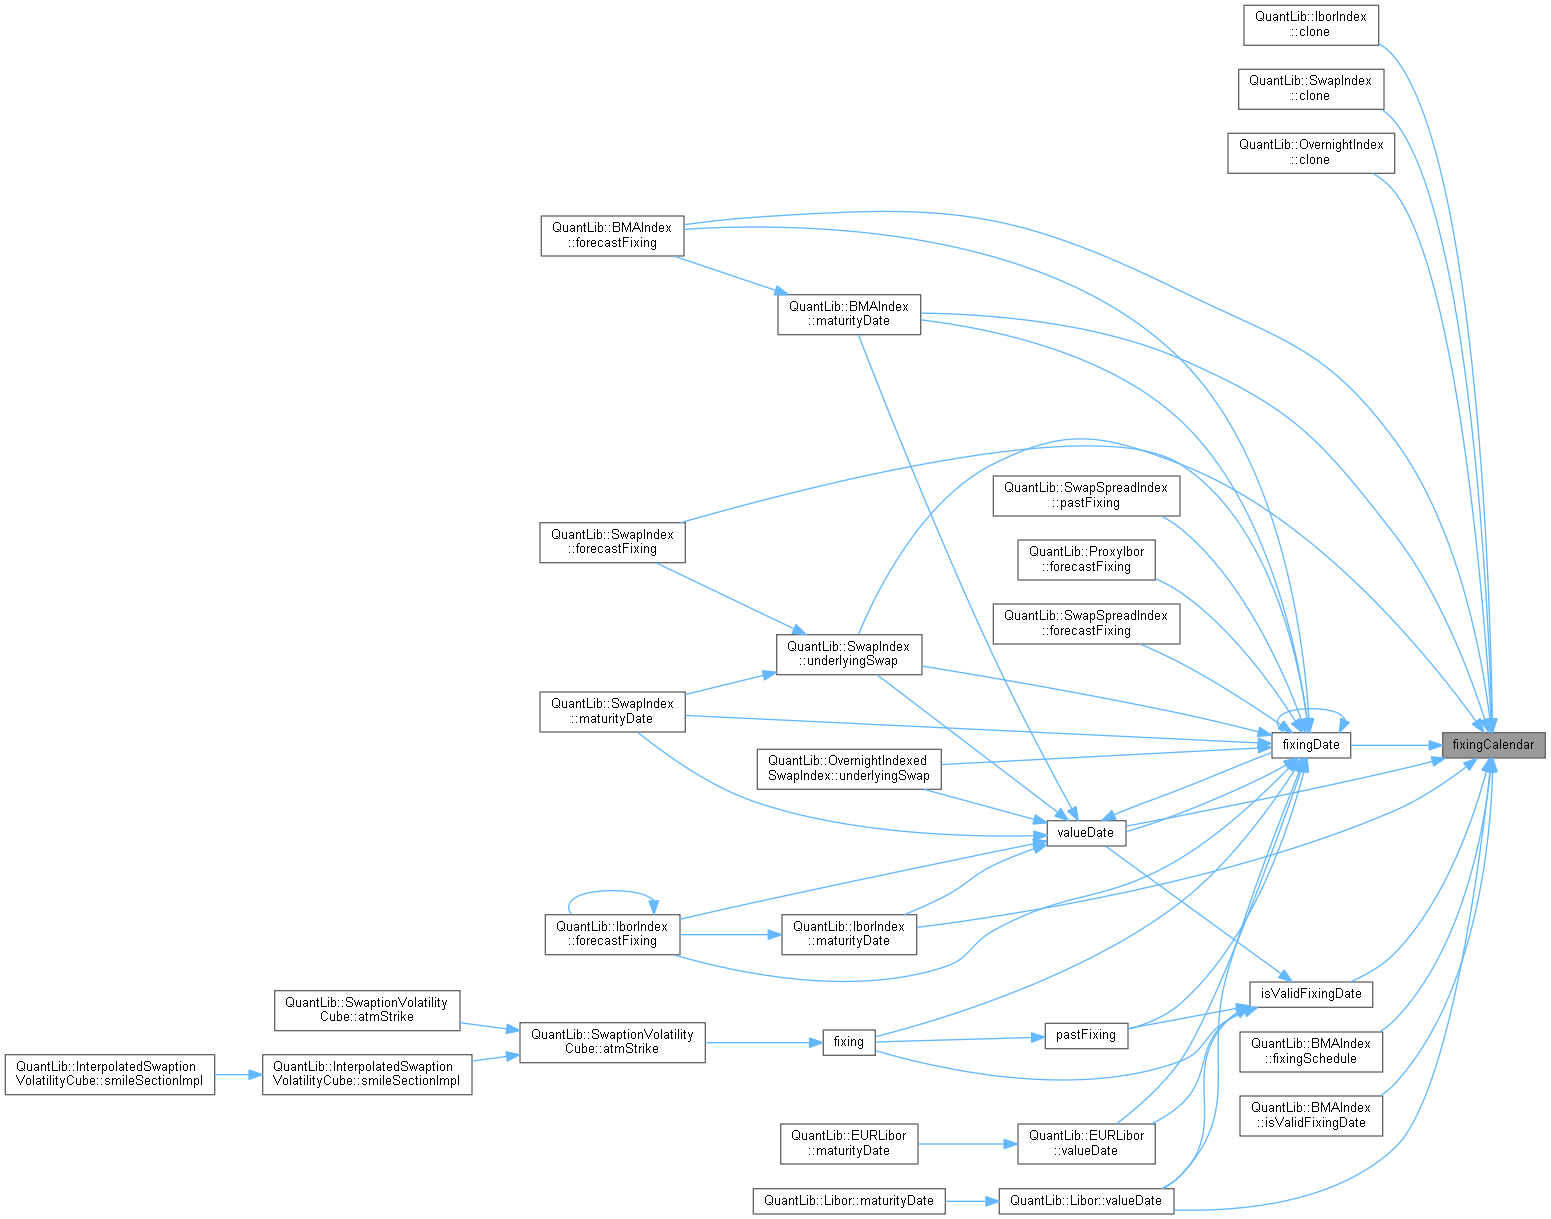 QuantLib::IborIndex
::clone
QuantLib::SwapIndex
::clone
QuantLib::OvernightIndex
::clone
QuantLib::BMAIndex
::forecastFixing
QuantLib::BMAIndex
::maturityDate
QuantLib::SwapSpreadIndex
::pastFixing
QuantLib::SwapIndex
::forecastFixing
QuantLib::ProxyIbor
::forecastFixing
QuantLib::SwapSpreadIndex
::forecastFixing
QuantLib::SwapIndex
::underlyingSwap
QuantLib::SwapIndex
::maturityDate
fixingDate
fixingCalendar
QuantLib::OvernightIndexed
SwapIndex::underlyingSwap
valueDate
QuantLib::IborIndex
::forecastFixing
QuantLib::IborIndex
::maturityDate
isValidFixingDate
QuantLib::SwaptionVolatility
Cube::atmStrike
QuantLib::SwaptionVolatility
Cube::atmStrike
fixing
pastFixing
QuantLib::BMAIndex
::fixingSchedule
QuantLib::InterpolatedSwaption
VolatilityCube::smileSectionImpl
QuantLib::InterpolatedSwaption
VolatilityCube::smileSectionImpl
QuantLib::BMAIndex
::isValidFixingDate
QuantLib::EURLibor
::maturityDate
QuantLib::EURLibor
::valueDate
QuantLib::Libor::maturityDate
QuantLib::Libor::valueDate